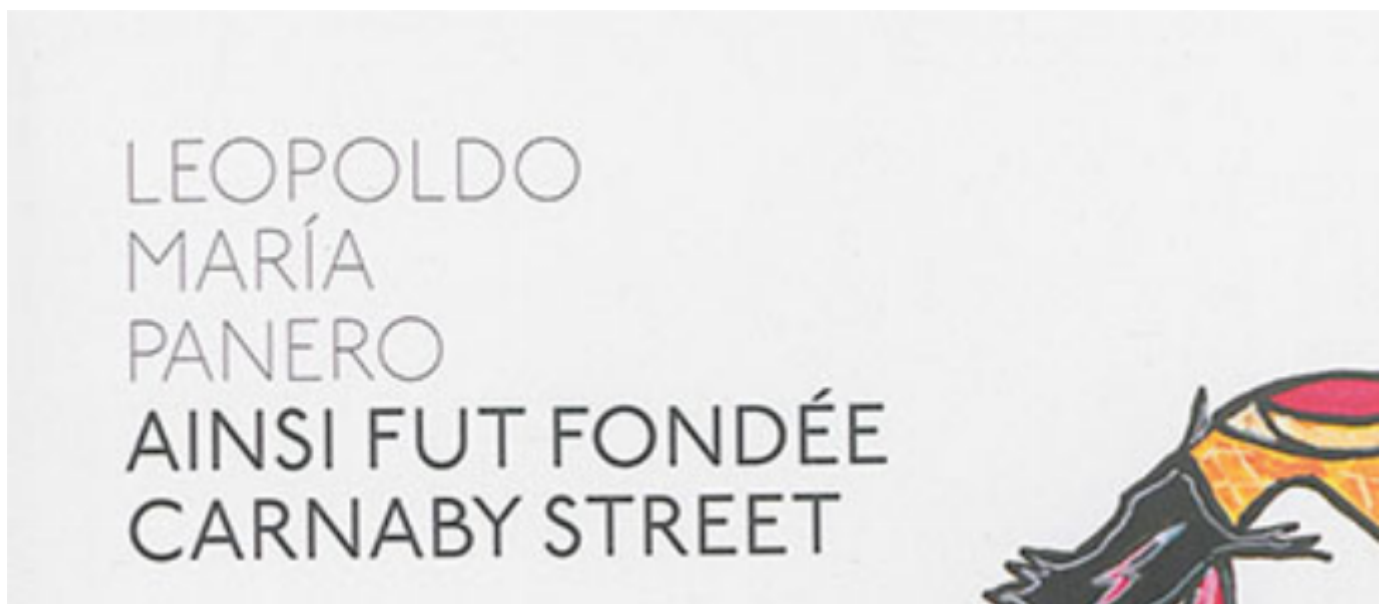 LEOPOLDO
MARÍA
PANERO
AINSI FUT FONDÉE
CARNABY STREET